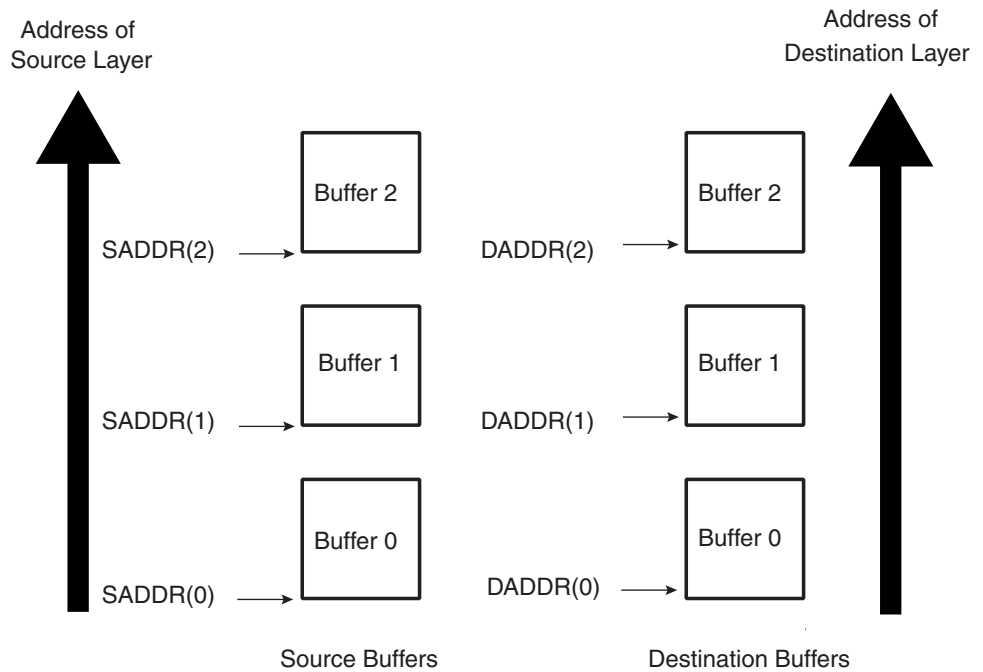 Address of
Source Layer
Address of
Destination Layer
Buffer 2
Buffer 2
SADDR(2)
DADDR(2)
Buffer 1
Buffer 1
SADDR(1)
DADDR(1)
Buffer 0
Buffer 0
SADDR(0)
DADDR(0)
Source Buffers
Destination Buffers